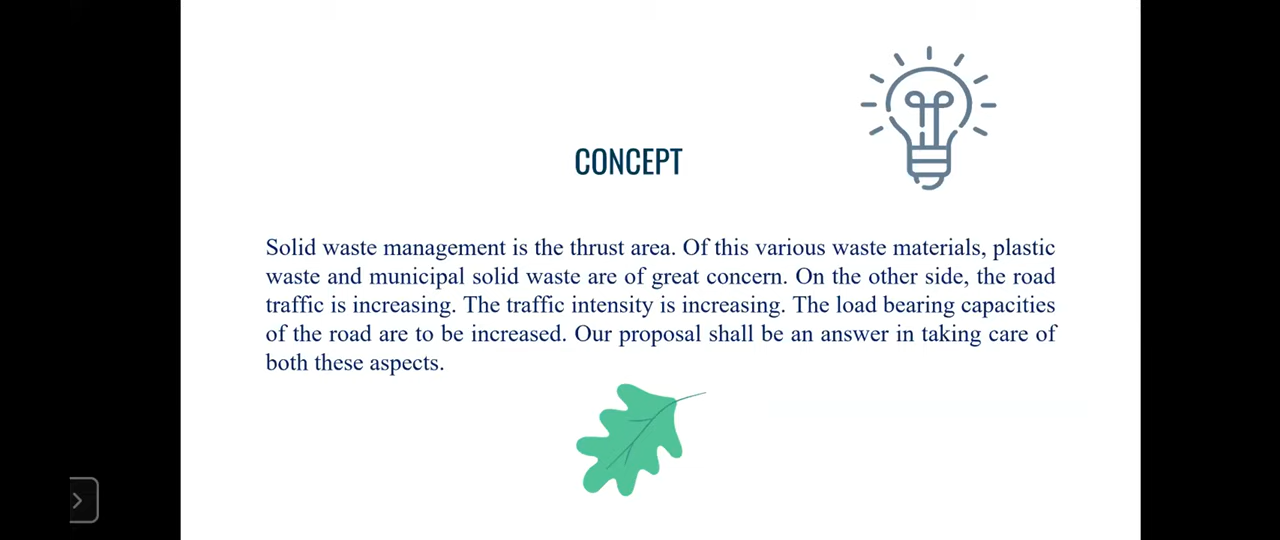 CONCEPT
Solid waste management is the thrust area. Of this various waste materials, plastic
waste and municipal solid waste are of great concern. On the other side, the road
traffic is increasing. The traffic intensity is increasing. The load bearing capacities
of the road are to be increased. Our proposal shall be an answer in taking care of
both these aspects.